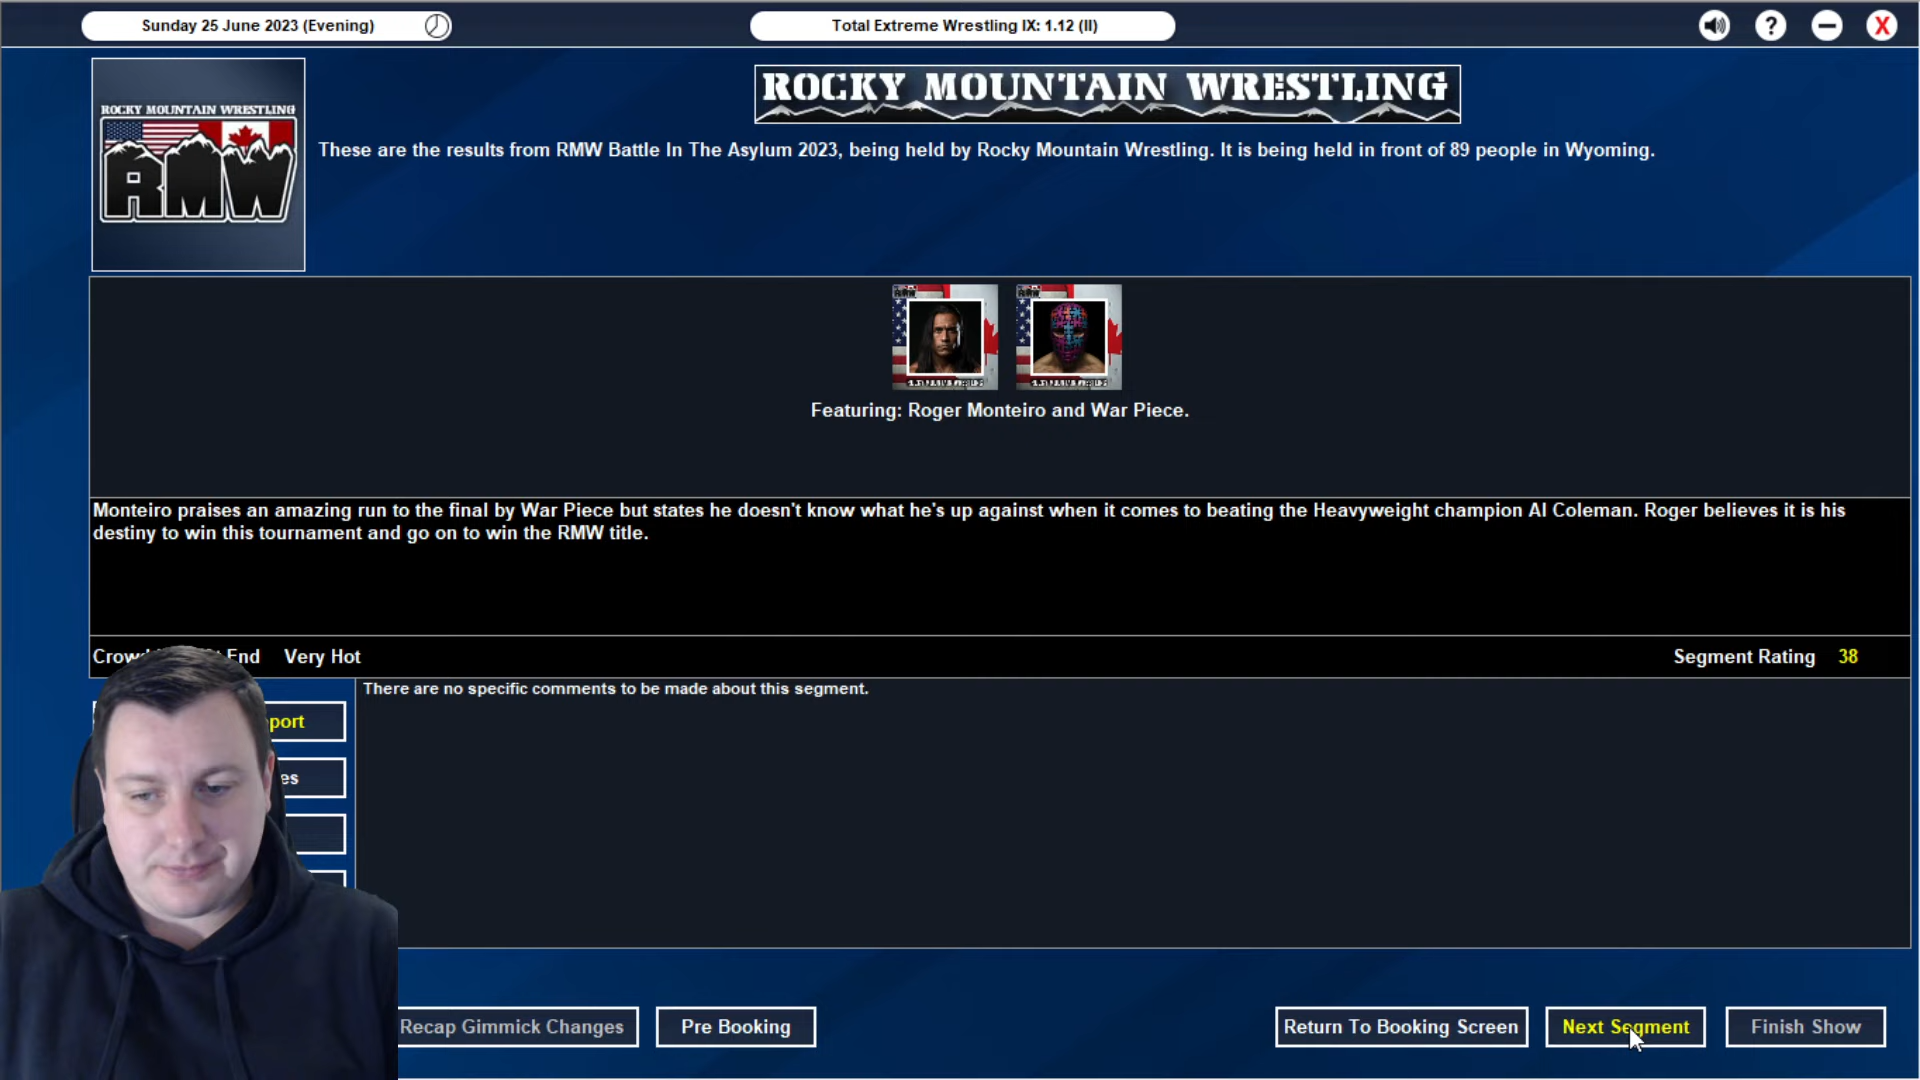 Sunday 25 June 2023 (Evening)
Total Extreme Wrestling IX: 1.12 (II)
?
X
ROCKY MOUNTAIN WRESTLING
ROCKY MOUNTAIN WRESTLING
RMW
These are the results from RMW Battle In The Asylum 2023, being held by Rocky Mountain Wrestling. It is being held in front of 89 people in Wyoming.
RMW
RMW
Featuring: Roger Monteiro and War Piece.
Monteiro praises an amazing run to the final by War Piece but states he doesn't know what he's up against when it comes to beating the Heavyweight champion Al Coleman. Roger believes it is his
destiny to win this tournament and go on to win the RMW title.
End Very Hot
Segment Rating 38
There are no specific comments to be made about this segment.
port
es
Recap Gimmick Changes
Pre Booking
Return To Booking Screen
Next Segment
Finish Show